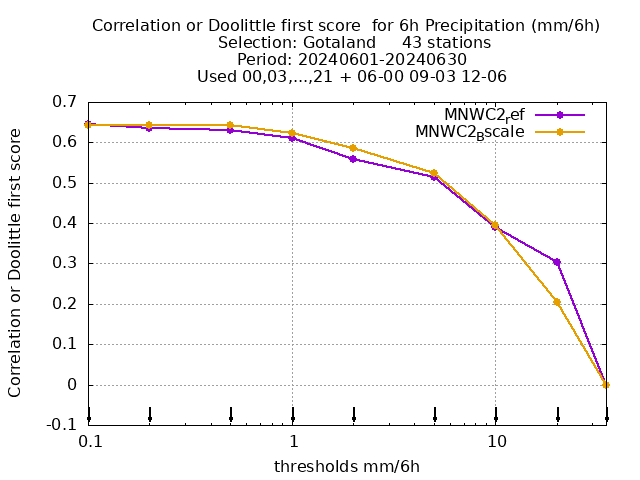 Correlation or Doolittle first score  for 6h Precipitation (mm/6h)
Selection: Gotaland     43 stations
Period: 20240601-20240630
Used 00,03,...,21 + 06-00 09-03 12-06
MNWC2_ref
MNWC2_Bscale
Correlation or Doolittle first score
0.7
0.6
0.5
0.4
0.3
0.2
0.1
0
-0.1
0.1 1 10
thresholds mm/6h